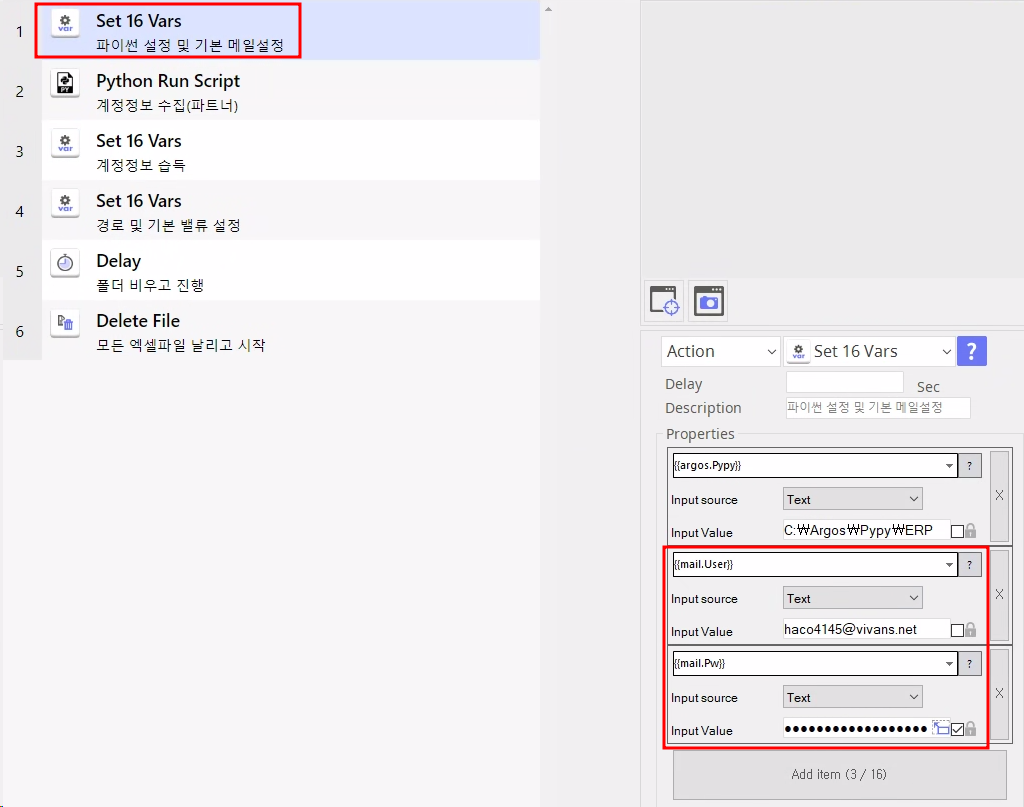 1
Set 16 Vars
파이썬 설정 및 기본 메일설정
2
Python Run Script
계정정보 수집(파트너)
3
Set 16 Vars
계정정보 습득
4
Set 16 Vars
경로 및 기본 밸류 설정
5
Delay
폴더 비우고 진행
6
Delete File
모든 엑셀파일 날리고 시작
Action
Set 16 Vars
?
Delay
Sec
Description
파이썬 설정 및 기본 메일설정
Properties
{{argos.Pypy}}
?
X
Input source
Text
Input Value
C:₩Argos₩Pypy₩ERP
{{mail.User}}
?
X
Input source
Text
Input Value
haco4145@vivans.net
{{mail.Pw}}
?
X
Input source
Text
Input Value
●●●●●●●●●●●●●●●●●●
Add item (3 / 16)